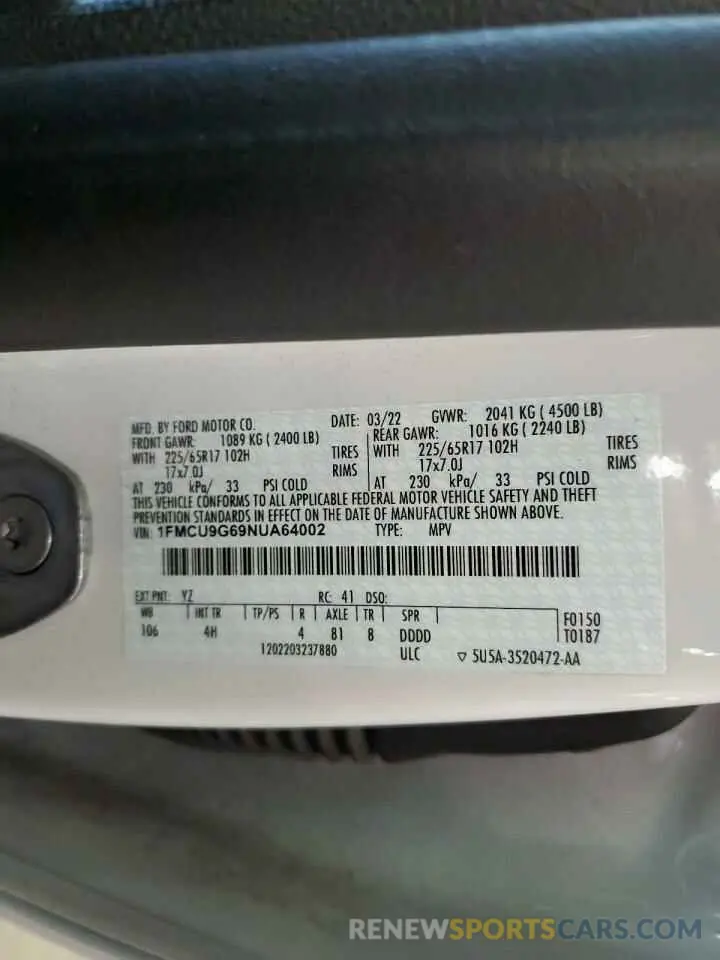 MFD. BY FORD MOTOR CO. DATE: 03/22 GVWR: 2041 KG ( 4500 LB)
FRONT GAWR: 1089 KG ( 2400 LB) REAR GAWR: 1016 KG ( 2240 LB)
WITH 225/65R17 102H TIRES WITH 225/65R17 102H TIRES
17x7.0J RIMS 17x7.0J RIMS
AT 230 kPa/ 33 PSI COLD AT 230 kPa/ 33 PSI COLD
THIS VEHICLE CONFORMS TO ALL APPLICABLE FEDERAL MOTOR VEHICLE SAFETY AND THEFT
PREVENTION STANDARDS IN EFFECT ON THE DATE OF MANUFACTURE SHOWN ABOVE.
VIN: 1FMCU9G69NUA64002 TYPE: MPV
EXT PNT: YZ RC: 41 DSO:
WB INT TR TP/PS R AXLE TR SPR F0150
106 4H 4 81 8 DDDD T0187
1202203237880 ULC ▽ 5U5A-3520472-AA
RENEWSPORTSCARS.COM